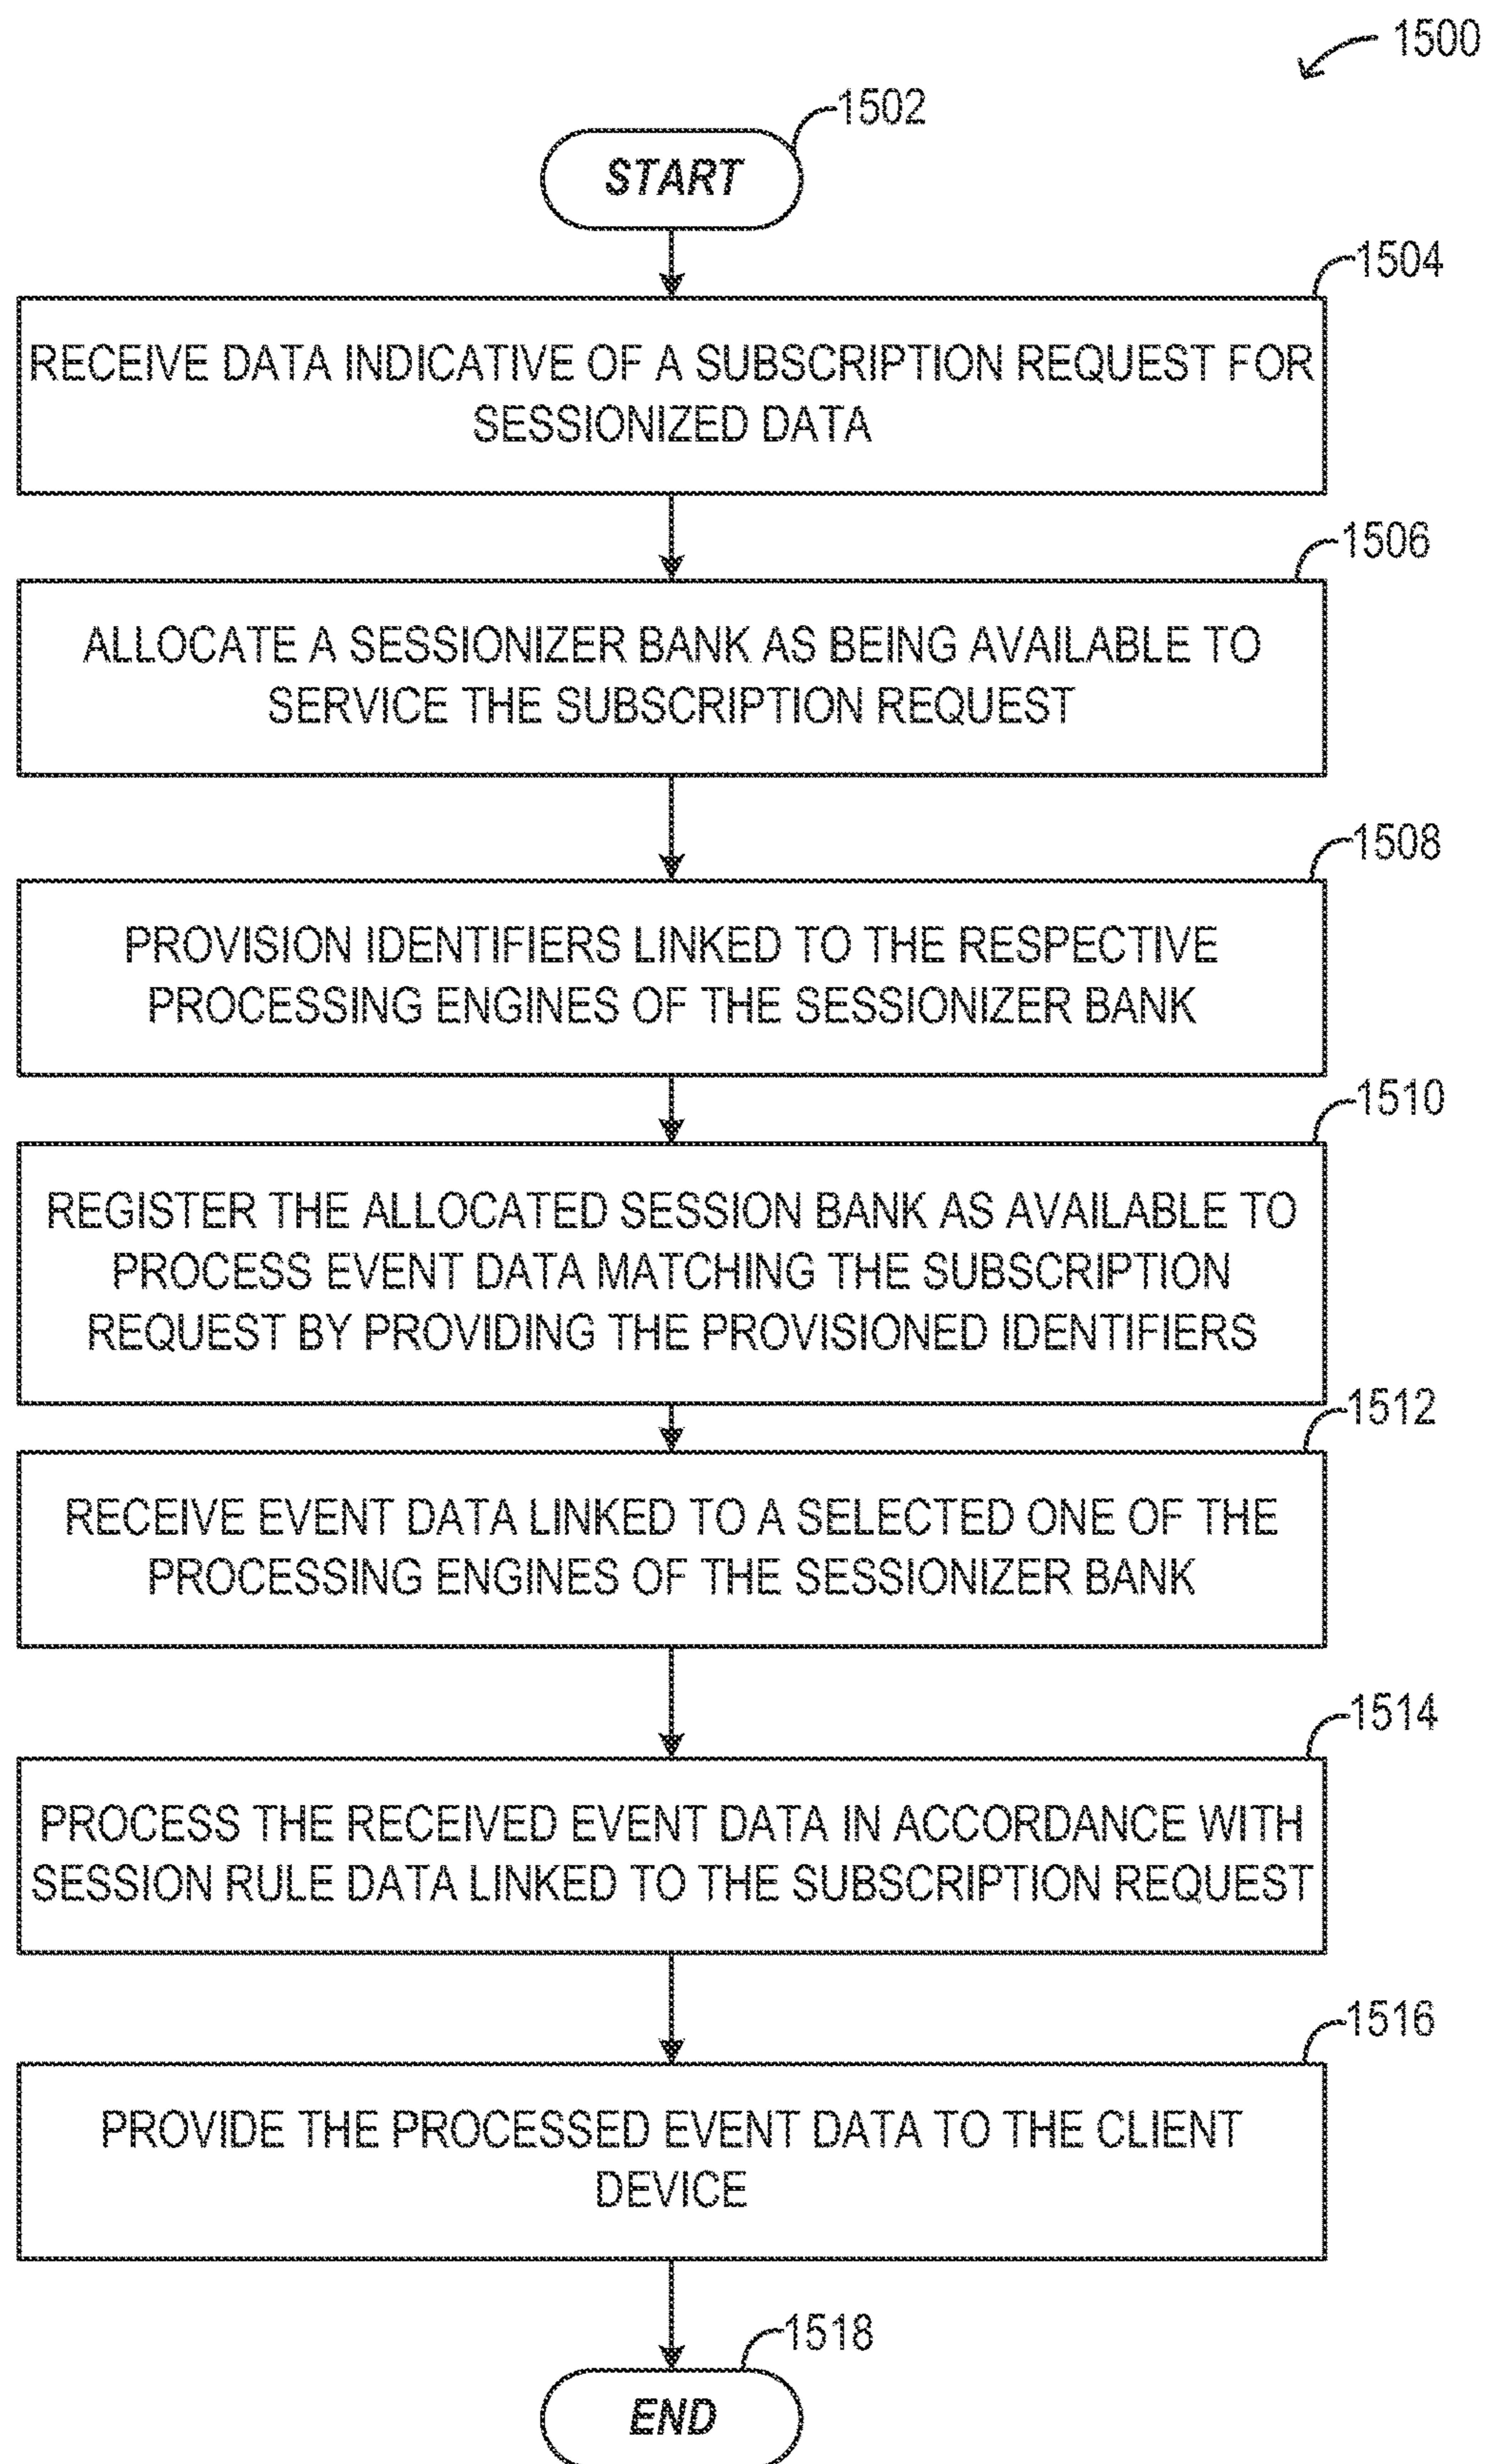 1500
1502
START
1504
RECEIVE DATA INDICATIVE OF A SUBSCRIPTION REQUEST FOR
SESSIONIZED DATA
1506
ALLOCATE A SESSIONIZER BANK AS BEING AVAILABLE TO
SERVICE THE SUBSCRIPTION REQUEST
1508
PROVISION IDENTIFIERS LINKED TO THE RESPECTIVE
PROCESSING ENGINES OF THE SESSIONIZER BANK
1510
REGISTER THE ALLOCATED SESSION BANK AS AVAILABLE TO
PROCESS EVENT DATA MATCHING THE SUBSCRIPTION
REQUEST BY PROVIDING THE PROVISIONED IDENTIFIERS
1512
RECEIVE EVENT DATA LINKED TO A SELECTED ONE OF THE
PROCESSING ENGINES OF THE SESSIONIZER BANK
1514
PROCESS THE RECEIVED EVENT DATA IN ACCORDANCE WITH
SESSION RULE DATA LINKED TO THE SUBSCRIPTION REQUEST
1516
PROVIDE THE PROCESSED EVENT DATA TO THE CLIENT
DEVICE
1518
END